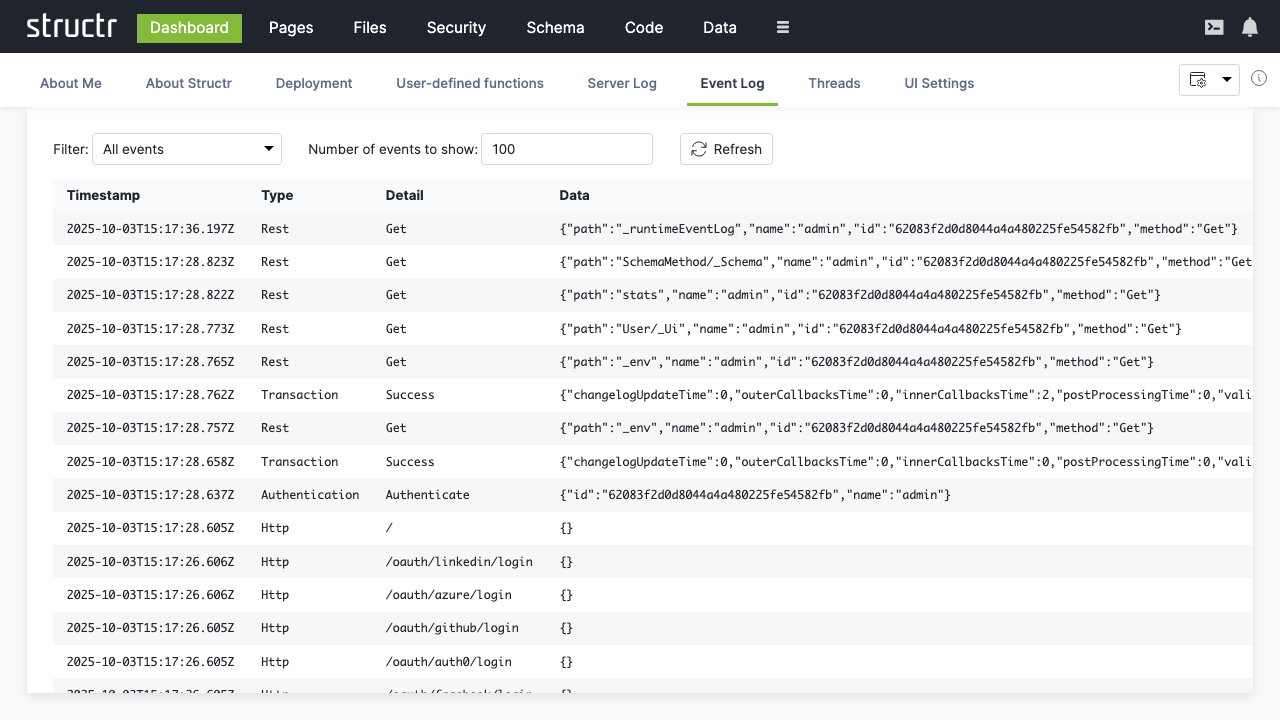 structr Dashboard Pages Files Security Schema Code Data
About Me About Structr Deployment User-defined functions Server Log Event Log Threads UI Settings
Filter: All events Number of events to show: 100 Refresh
Timestamp Type Detail Data
2025-10-03T15:17:36.197Z Rest Get {"path":"_runtimeEventLog","name":"admin","id":"62083f2d0d8044a4a480225fe54582fb","method":"Get"}
2025-10-03T15:17:28.823Z Rest Get {"path":"SchemaMethod/_Schema","name":"admin","id":"62083f2d0d8044a4a480225fe54582fb","method":"Get
2025-10-03T15:17:28.822Z Rest Get {"path":"stats","name":"admin","id":"62083f2d0d8044a4a480225fe54582fb","method":"Get"}
2025-10-03T15:17:28.773Z Rest Get {"path":"User/_Ui","name":"admin","id":"62083f2d0d8044a4a480225fe54582fb","method":"Get"}
2025-10-03T15:17:28.765Z Rest Get {"path":"_env","name":"admin","id":"62083f2d0d8044a4a480225fe54582fb","method":"Get"}
2025-10-03T15:17:28.762Z Transaction Success {"changelogUpdateTime":0,"outerCallbacksTime":0,"innerCallbacksTime":2,"postProcessingTime":0,"vali
2025-10-03T15:17:28.757Z Rest Get {"path":"_env","name":"admin","id":"62083f2d0d8044a4a480225fe54582fb","method":"Get"}
2025-10-03T15:17:28.658Z Transaction Success {"changelogUpdateTime":0,"outerCallbacksTime":0,"innerCallbacksTime":0,"postProcessingTime":0,"vali
2025-10-03T15:17:28.637Z Authentication Authenticate {"id":"62083f2d0d8044a4a480225fe54582fb","name":"admin"}
2025-10-03T15:17:28.605Z Http / {}
2025-10-03T15:17:26.606Z Http /oauth/linkedin/login {}
2025-10-03T15:17:26.606Z Http /oauth/azure/login {}
2025-10-03T15:17:26.605Z Http /oauth/github/login {}
2025-10-03T15:17:26.605Z Http /oauth/auth0/login {}